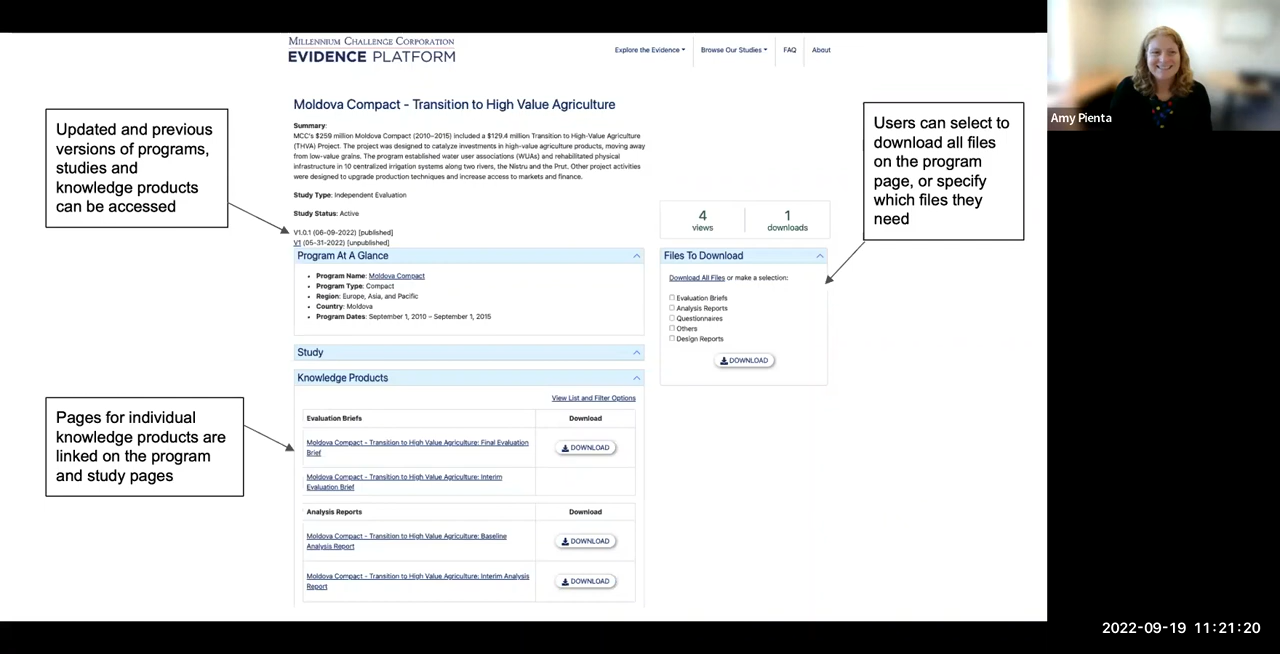 MILLENNIUM CHALLENGE CORPORATION
EVIDENCE PLATFORM
Explore the Evidence
Browse Our Studies
FAQ
About
Amy Pienta
Moldova Compact - Transition to High Value Agriculture
Summary:
MCC's $259 million Moldova Compact (2010–2015) included a $129.4 million Transition to High-Value Agriculture
(THVA) Project. The project was designed to catalyze investments in high-value agriculture products, moving away
from low-value grains. The program established water user associations (WUAs) and rehabilitated physical
infrastructure in 10 centralized irrigation systems along two rivers, the Nistru and the Prut. Other project activities
were designed to upgrade production techniques and increase access to markets and finance.
Study Type: Independent Evaluation
Study Status: Active
V1.0.1 (06-09-2022) [published]
V1 (05-31-2022) [unpublished]
Updated and previous
versions of programs,
studies and
knowledge products
can be accessed
Users can select to
download all files
on the program
page, or specify
which files they
need
4
views
1
downloads
Program At A Glance
Program Name: Moldova Compact
Program Type: Compact
Region: Europe, Asia, and Pacific
Country: Moldova
Program Dates: September 1, 2010 – September 1, 2015
Files To Download
Download All Files or make a selection:
Evaluation Briefs
Analysis Reports
Questionnaires
Others
Design Reports
DOWNLOAD
Study
Knowledge Products
View List and Filter Options
Pages for individual
knowledge products are
linked on the program
and study pages
Evaluation Briefs
Download
Moldova Compact - Transition to High Value Agriculture: Final Evaluation
Brief
DOWNLOAD
Moldova Compact - Transition to High Value Agriculture: Interim
Evaluation Brief
Analysis Reports
Download
Moldova Compact - Transition to High Value Agriculture: Baseline
Analysis Report
DOWNLOAD
Moldova Compact - Transition to High Value Agriculture: Interim Analysis
Report
DOWNLOAD
2022-09-19 11:21:20